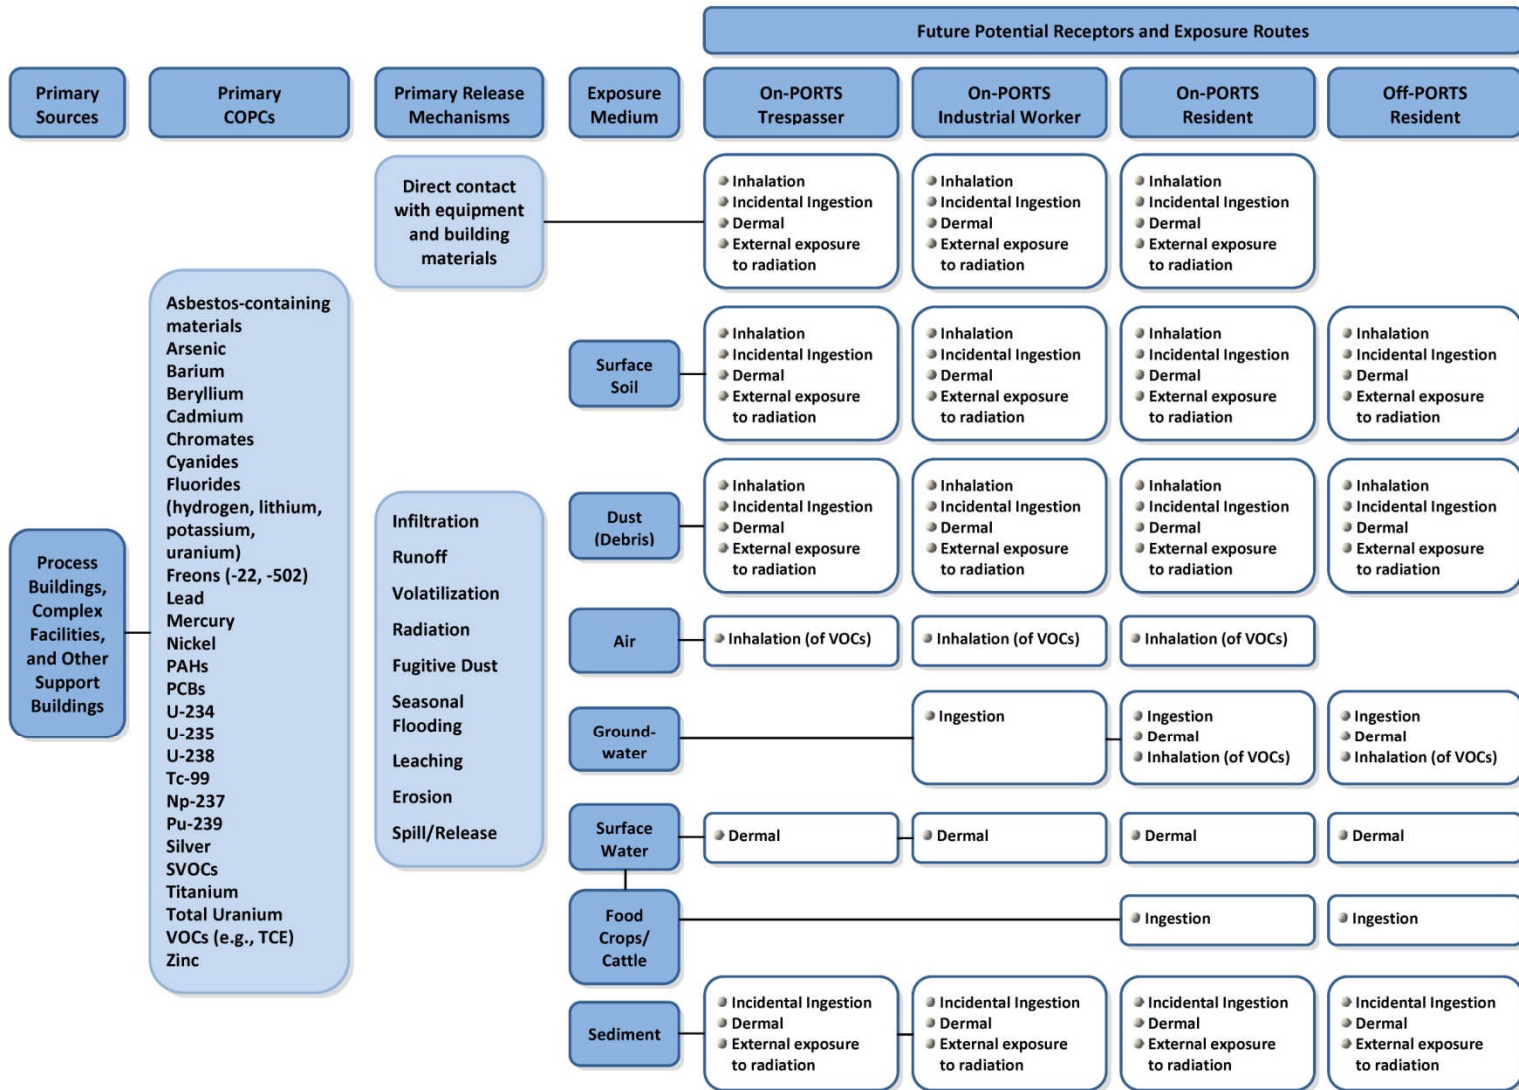 Future Potential Receptors and Exposure Routes
Primary
Sources
Primary
COPCs
Primary Release
Mechanisms
Exposure
Medium
On-PORTS
Trespasser
On-PORTS
Industrial Worker
On-PORTS
Resident
Off-PORTS
Resident
Direct contact
with equipment
and building
materials
Inhalation
Incidental Ingestion
Dermal
External exposure
to radiation
Inhalation
Incidental Ingestion
Dermal
External exposure
to radiation
Inhalation
Incidental Ingestion
Dermal
External exposure
to radiation
Process
Buildings,
Complex
Facilities,
and Other
Support
Buildings
Asbestos-containing
materials
Arsenic
Barium
Beryllium
Cadmium
Chromates
Cyanides
Fluorides
(hydrogen, lithium,
potassium,
uranium)
Freons (-22, -502)
Lead
Mercury
Nickel
PAHs
PCBs
U-234
U-235
U-238
Tc-99
Np-237
Pu-239
Silver
SVOCs
Titanium
Total Uranium
VOCs (e.g., TCE)
Zinc
Infiltration
Runoff
Volatilization
Radiation
Fugitive Dust
Seasonal
Flooding
Leaching
Erosion
Spill/Release
Surface
Soil
Inhalation
Incidental Ingestion
Dermal
External exposure
to radiation
Inhalation
Incidental Ingestion
Dermal
External exposure
to radiation
Inhalation
Incidental Ingestion
Dermal
External exposure
to radiation
Inhalation
Incidental Ingestion
Dermal
External exposure
to radiation
Dust
(Debris)
Inhalation
Incidental Ingestion
Dermal
External exposure
to radiation
Inhalation
Incidental Ingestion
Dermal
External exposure
to radiation
Inhalation
Incidental Ingestion
Dermal
External exposure
to radiation
Inhalation
Incidental Ingestion
Dermal
External exposure
to radiation
Air
Inhalation (of VOCs)
Inhalation (of VOCs)
Inhalation (of VOCs)
Ground-
water
Ingestion
Ingestion
Dermal
Inhalation (of VOCs)
Ingestion
Dermal
Inhalation (of VOCs)
Surface
Water
Dermal
Dermal
Dermal
Dermal
Food
Crops/
Cattle
Ingestion
Ingestion
Sediment
Incidental Ingestion
Dermal
External exposure
to radiation
Incidental Ingestion
Dermal
External exposure
to radiation
Incidental Ingestion
Dermal
External exposure
to radiation
Incidental Ingestion
Dermal
External exposure
to radiation